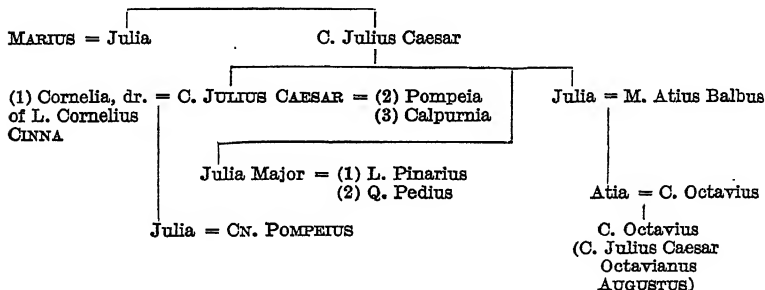 MARIUS = Julia C. Julius Caesar
(1) Cornelia, dr. = C. JULIUS CAESAR = (2) Pompeia Julia = M. Atius Balbus
of L. Cornelius (3) Calpurnia
CINNA
Julia Major = (1) L. Pinarius
(2) Q. Pedius Atia = C. Octavius
Julia = CN. POMPEIUS C. Octavius
(C. Julius Caesar
Octavianus
AUGUSTUS)